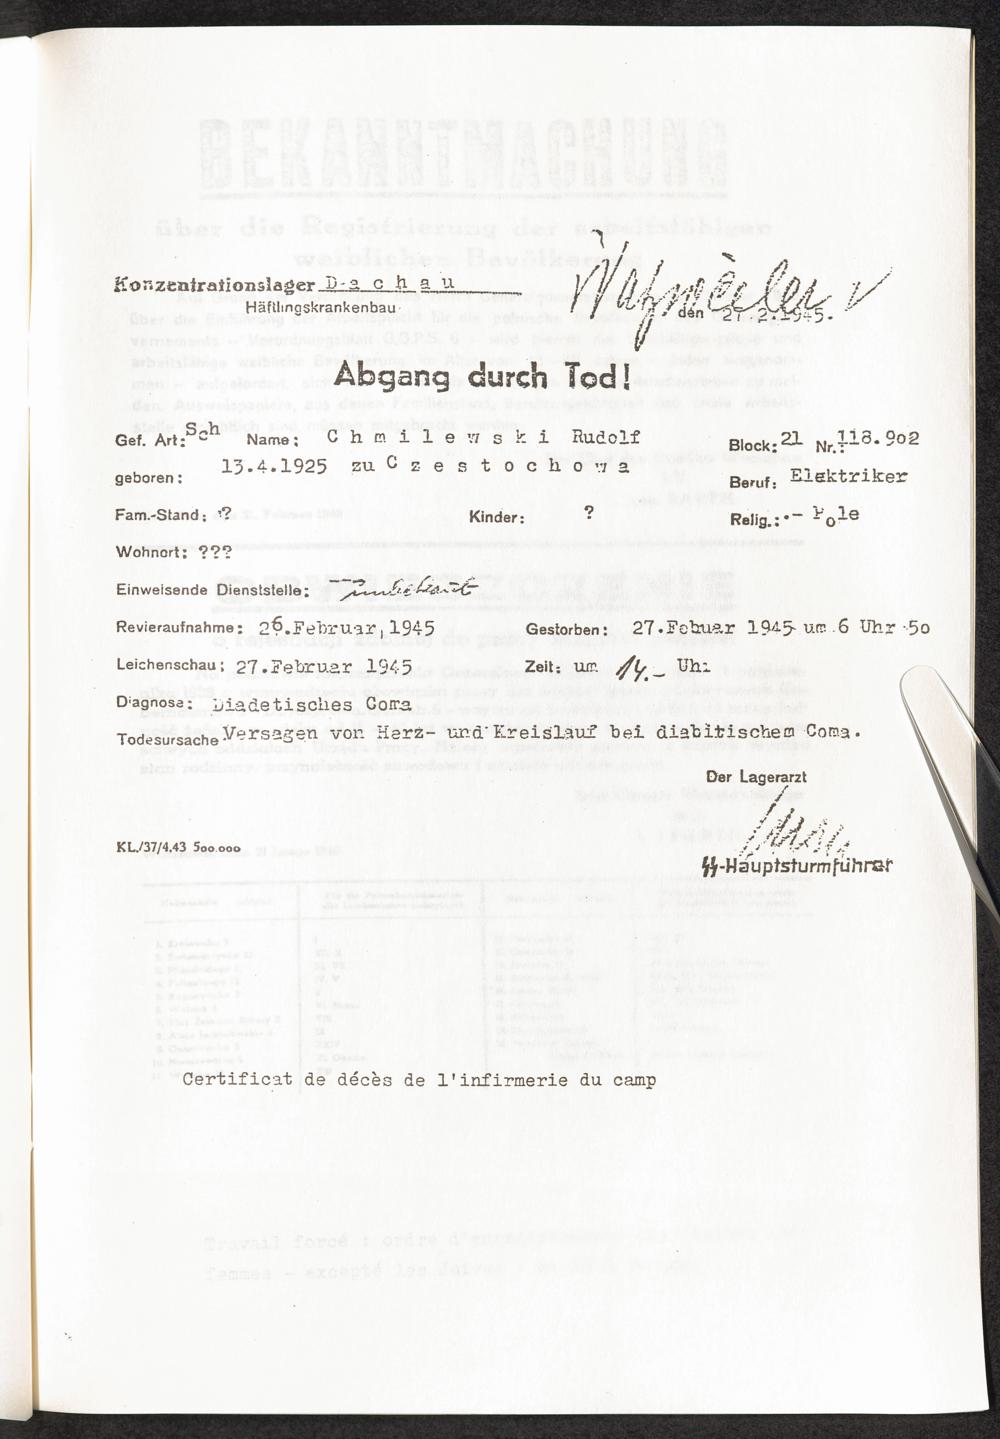 Konzentrationslager D a c h a u
Häftlingskrankenbau
den 27.2.1945.
Abgang durch Tod!
Gef. Art: Sch Name: C h m i l e w s k i Rudolf Block: 21 Nr.: 118.902
geboren: 13.4.1925 zu C z e s t o c h o w a Beruf: Elektriker
Fam.-Stand: ? Kinder: ? Relig.: - Pole
Wohnort: ???
Einweisende Dienststelle: unbekannt
Revieraufnahme: 26.Februar,1945 Gestorben: 27.Febuar 1945 um 6 Uhr 50
Leichenschau: 27.Februar 1945 Zeit: um 14.- Uhr
Diagnose: Diadetisches Coma
Todesursache Versagen von Herz- und Kreislauf bei diabitischem Coma.
Der Lagerarzt
SS-Hauptsturmführer
KL./37/4.43 500.000
Certificat de décès de l'infirmerie du camp